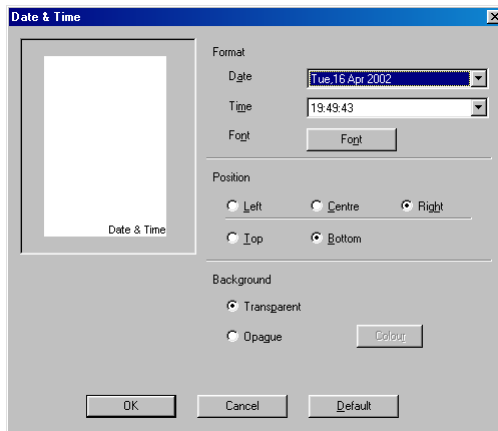 Date & Time
Format
Date Tue,16 Apr 2002
Time 19:49:43
Font Font
Position
Left Centre Right
Top Bottom
Date & Time
Background
Transparent
Opague Colour
OK Cancel Default